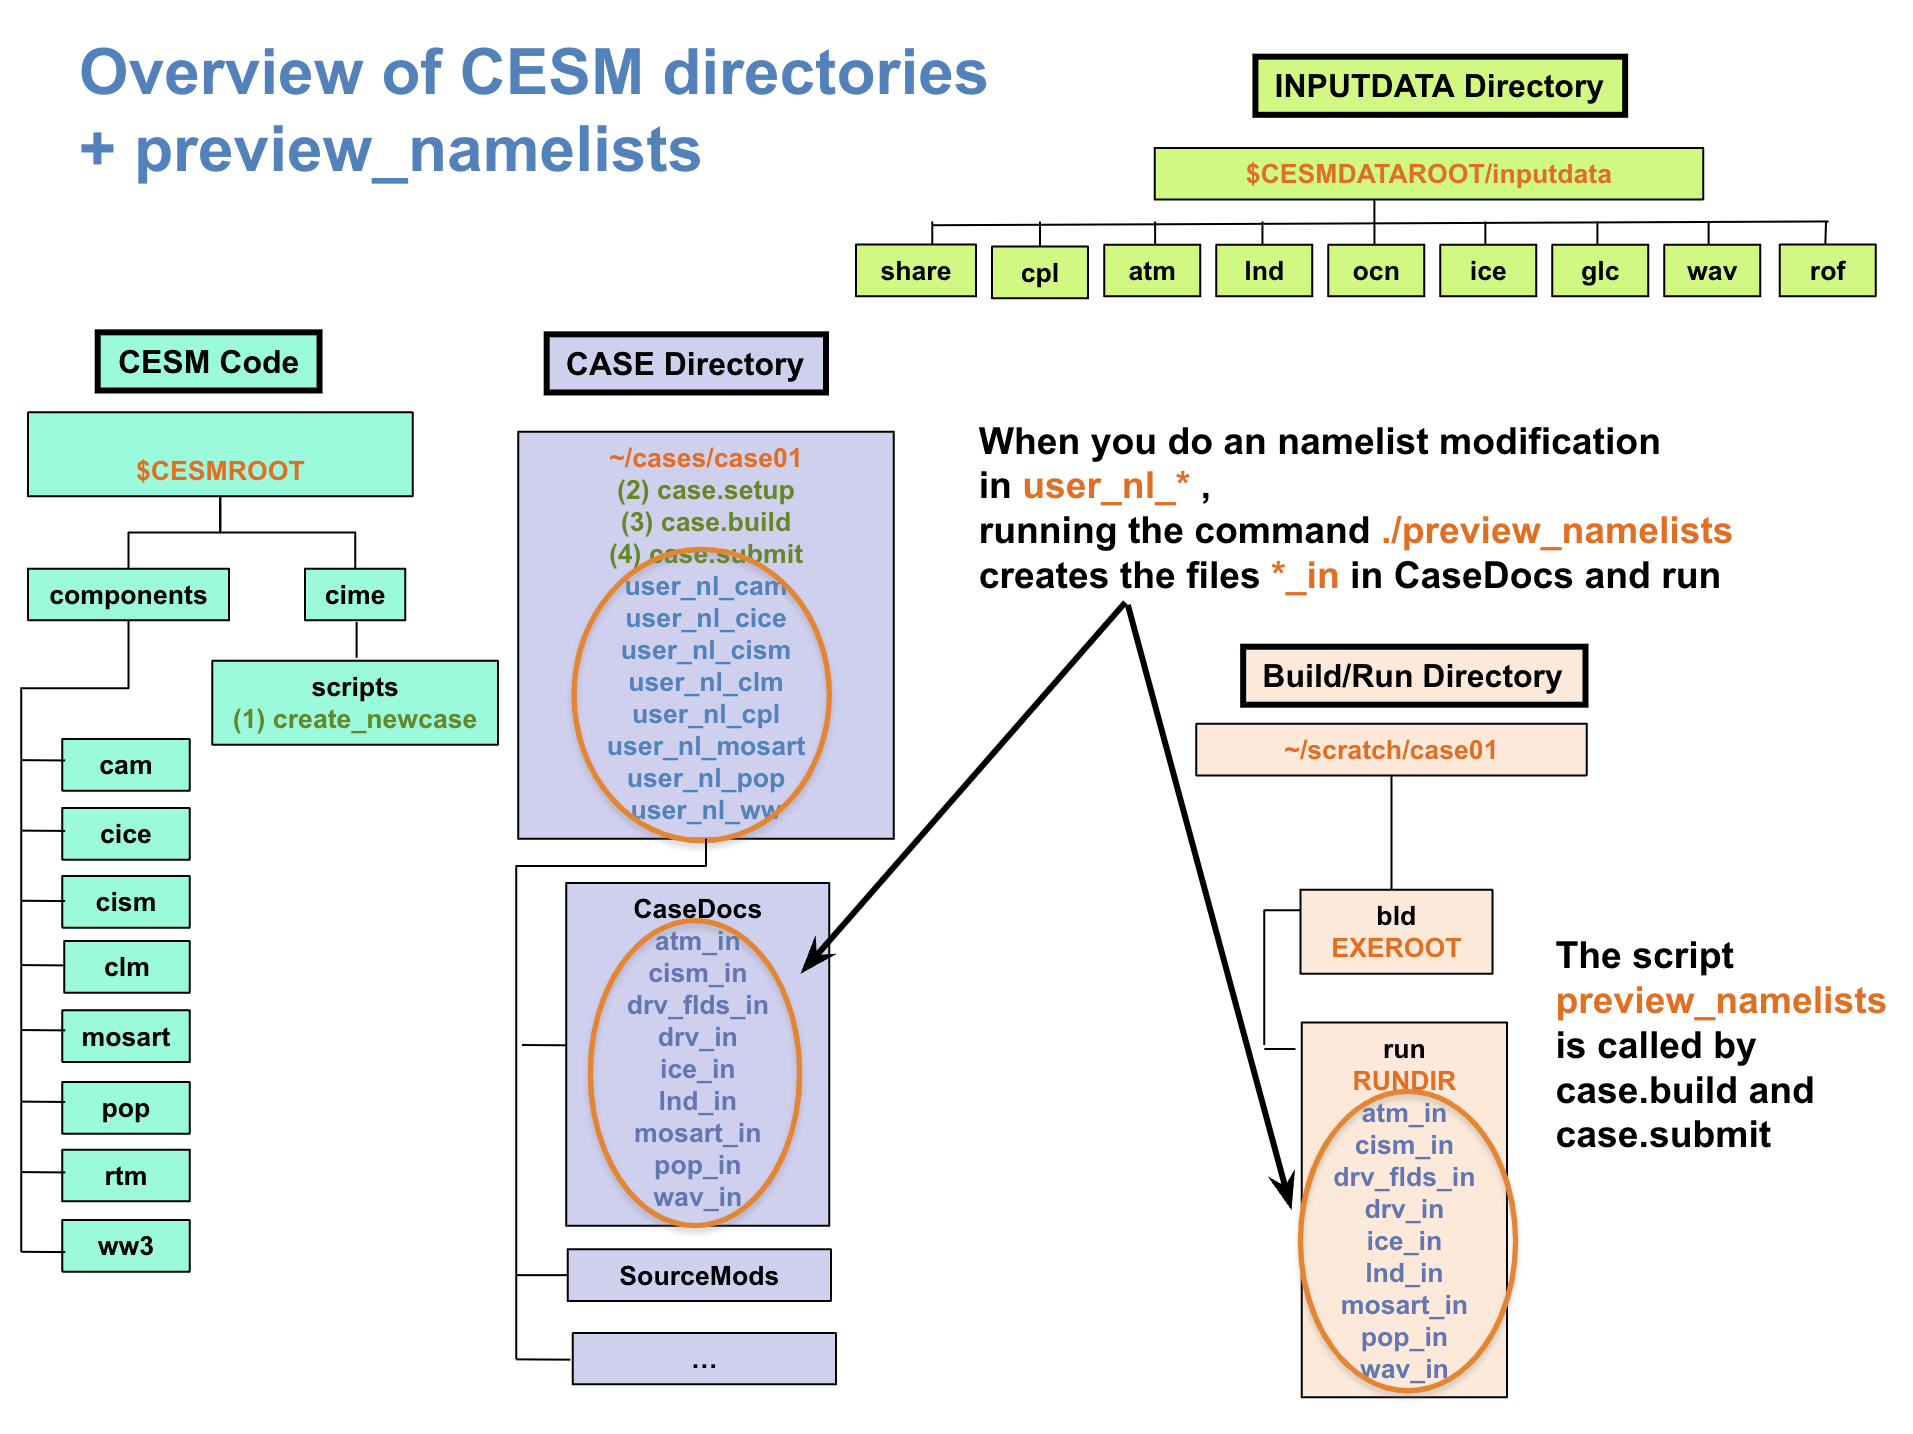 Overview of CESM directories
+ preview_namelists
INPUTDATA Directory
$CESMDATAROOT/inputdata
share
cpl
atm
lnd
ocn
ice
glc
wav
rof
CESM Code
$CESMROOT
components
cime
scripts
(1) create_newcase
cam
cice
cism
clm
mosart
pop
rtm
ww3
CASE Directory
~/cases/case01
(2) case.setup
(3) case.build
(4) case.submit
user_nl_cam
user_nl_cice
user_nl_cism
user_nl_clm
user_nl_cpl
user_nl_mosart
user_nl_pop
user_nl_ww
CaseDocs
atm_in
cism_in
drv_flds_in
drv_in
ice_in
lnd_in
mosart_in
pop_in
wav_in
SourceMods
...
When you do an namelist modification
in user_nl_* ,
running the command ./preview_namelists
creates the files *_in in CaseDocs and run
Build/Run Directory
~/scratch/case01
bld
EXEROOT
run
RUNDIR
atm_in
cism_in
drv_flds_in
drv_in
ice_in
lnd_in
mosart_in
pop_in
wav_in
The script
preview_namelists
is called by
case.build and
case.submit